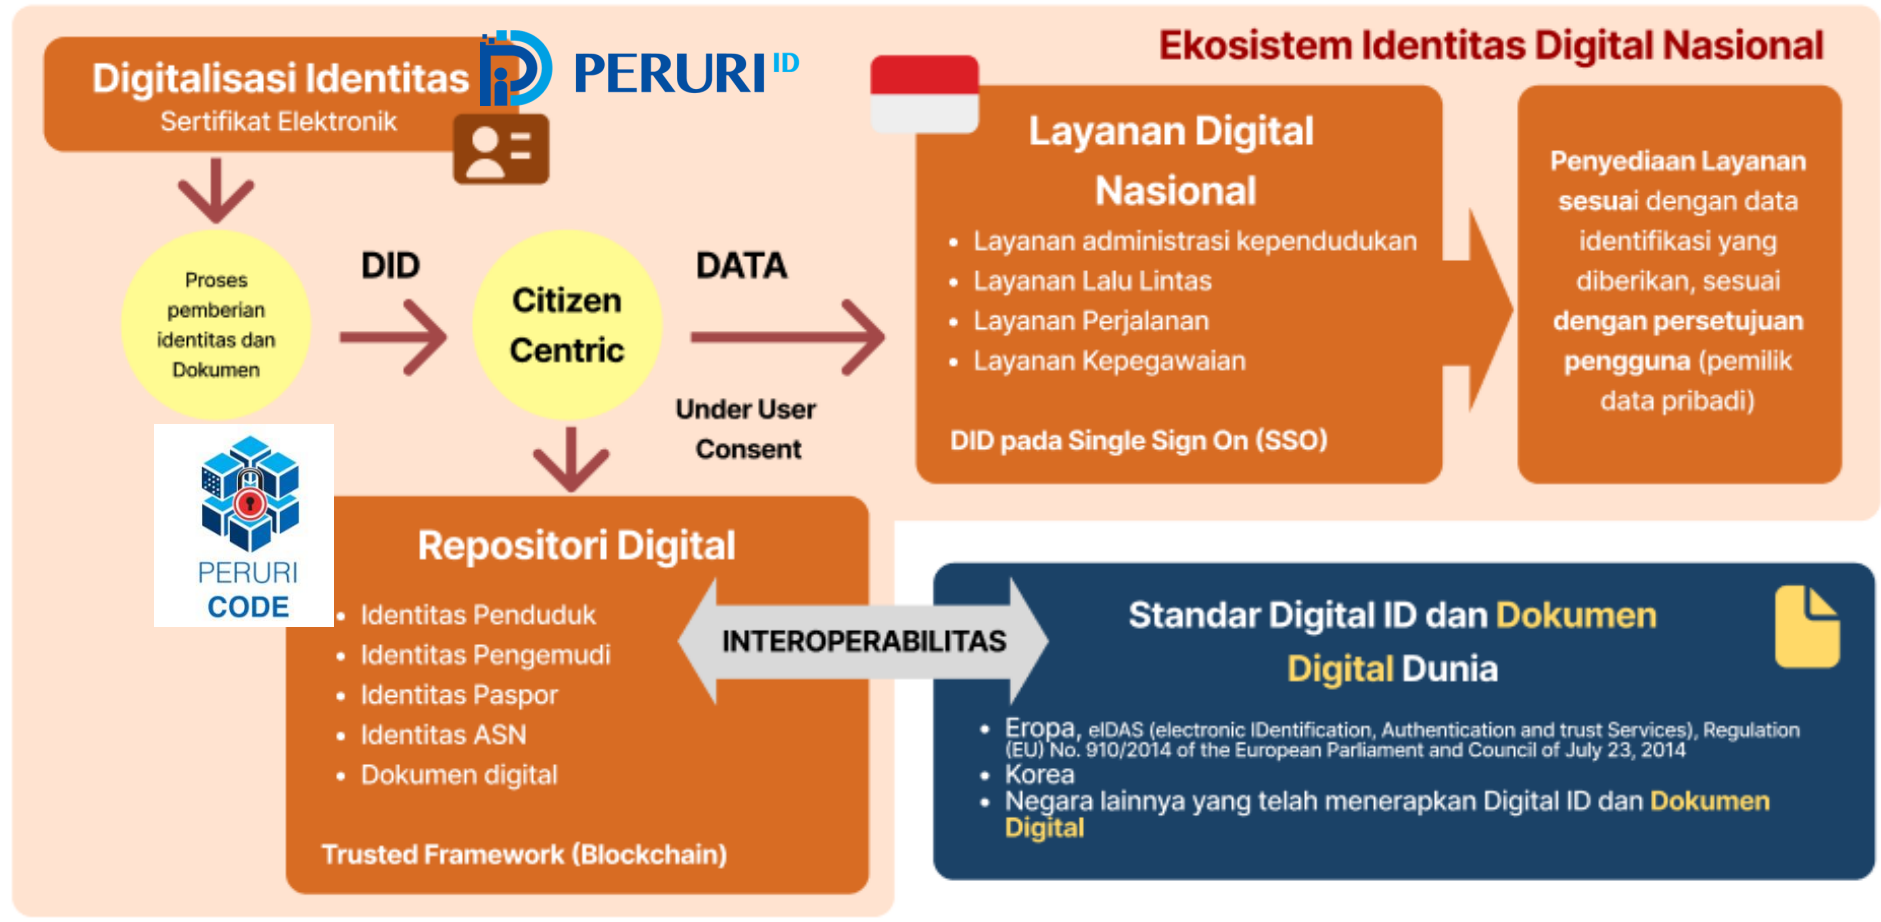 Ekosistem Identitas Digital Nasional
Digitalisasi Identitas
Sertifikat Elektronik
PERURI ID
Proses
pemberian
identitas dan
Dokumen
DID
Citizen
Centric
DATA
Under User
Consent
Layanan Digital
Nasional
• Layanan administrasi kependudukan
• Layanan Lalu Lintas
• Layanan Perjalanan
• Layanan Kepegawaian
DID pada Single Sign On (SSO)
Penyediaan Layanan
sesuai dengan data
identifikasi yang
diberikan, sesuai
dengan persetujuan
pengguna (pemilik
data pribadi)
PERURI
CODE
Repositori Digital
• Identitas Penduduk
• Identitas Pengemudi
• Identitas Paspor
• Identitas ASN
• Dokumen digital
Trusted Framework (Blockchain)
INTEROPERABILITAS
Standar Digital ID dan Dokumen
Digital Dunia
• Eropa, eIDAS (electronic IDentification, Authentication and trust Services), Regulation
(EU) No. 910/2014 of the European Parliament and Council of July 23, 2014
• Korea
• Negara lainnya yang telah menerapkan Digital ID dan Dokumen
Digital